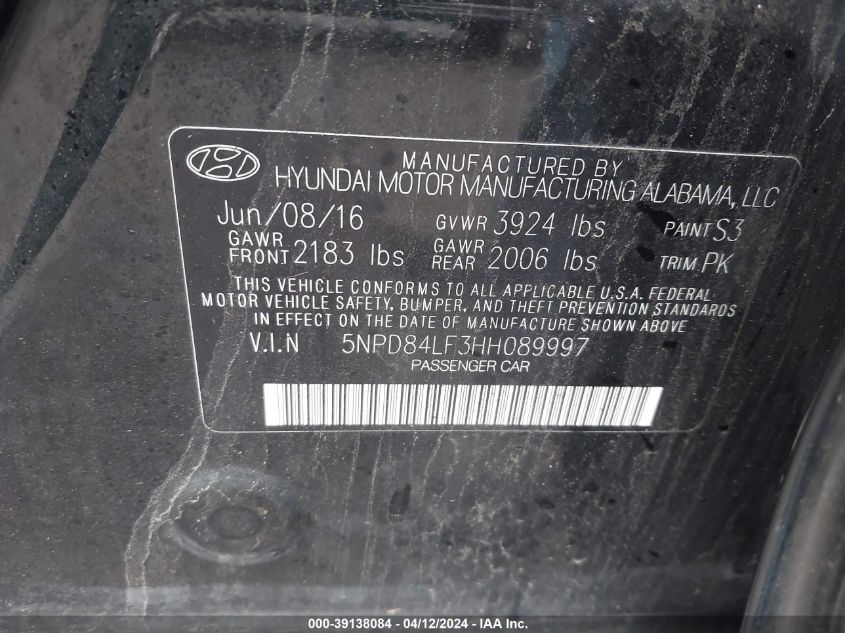 MANUFACTURED BY
HYUNDAI MOTOR MANUFACTURING ALABAMA, LLC
Jun/08/16 GVWR 3924 lbs PAINT S3
GAWR FRONT 2183 lbs GAWR REAR 2006 lbs TRIM PK
THIS VEHICLE CONFORMS TO ALL APPLICABLE U.S.A. FEDERAL
MOTOR VEHICLE SAFETY, BUMPER, AND THEFT PREVENTION STANDARDS
IN EFFECT ON THE DATE OF MANUFACTURE SHOWN ABOVE
V.I.N 5NPD84LF3HH089997
PASSENGER CAR
000-39138084 - 04/12/2024 - IAA Inc.